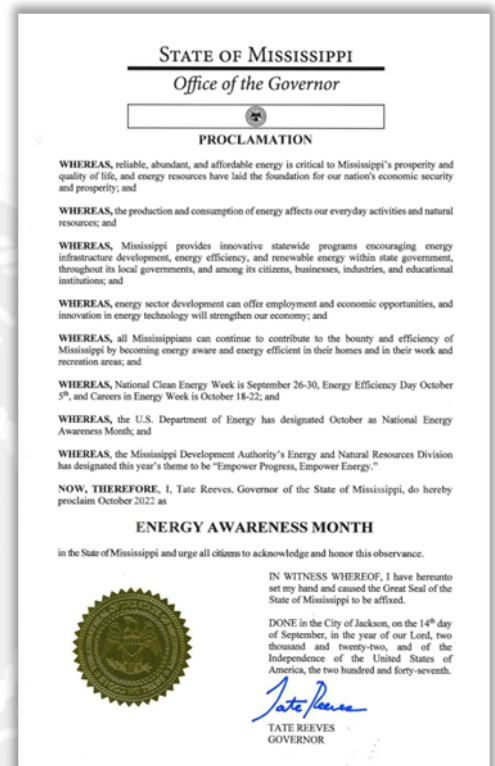 STATE OF MISSISSIPPI
Office of the Governor
PROCLAMATION
WHEREAS, reliable, abundant, and affordable energy is critical to Mississippi's prosperity and
quality of life, and energy resources have laid the foundation for our nation's economic security
and prosperity; and
WHEREAS, the production and consumption of energy affects our everyday activities and natural
resources; and
WHEREAS, Mississippi provides innovative statewide programs encouraging energy
infrastructure development, energy efficiency, and renewable energy within state government,
throughout its local governments, and among its citizens, businesses, industries, and educational
institutions; and
WHEREAS, energy sector development can offer employment and economic opportunities, and
innovation in energy technology will strengthen our economy; and
WHEREAS, all Mississippians can continue to contribute to the bounty and efficiency of
Mississippi by becoming energy aware and energy efficient in their homes and in their work and
recreation areas; and
WHEREAS, National Clean Energy Week is September 26-30, Energy Efficiency Day October
5th, and Careers in Energy Week is October 18-22; and
WHEREAS, the U.S. Department of Energy has designated October as National Energy
Awareness Month; and
WHEREAS, the Mississippi Development Authority's Energy and Natural Resources Division
has designated this year's theme to be "Empower Progress, Empower Energy."
NOW, THEREFORE, I, Tate Reeves, Governor of the State of Mississippi, do hereby
proclaim October 2022 as
ENERGY AWARENESS MONTH
in the State of Mississippi and urge all citizens to acknowledge and honor this observance.
IN WITNESS WHEREOF, I have hereunto
set my hand and caused the Great Seal of the
State of Mississippi to be affixed.
DONE in the City of Jackson, on the 14th day
of September, in the year of our Lord, two
thousand and twenty-two, and of the
Independence of the United States of
America, the two hundred and forty-seventh.
Tate Reeves
TATE REEVES
GOVERNOR